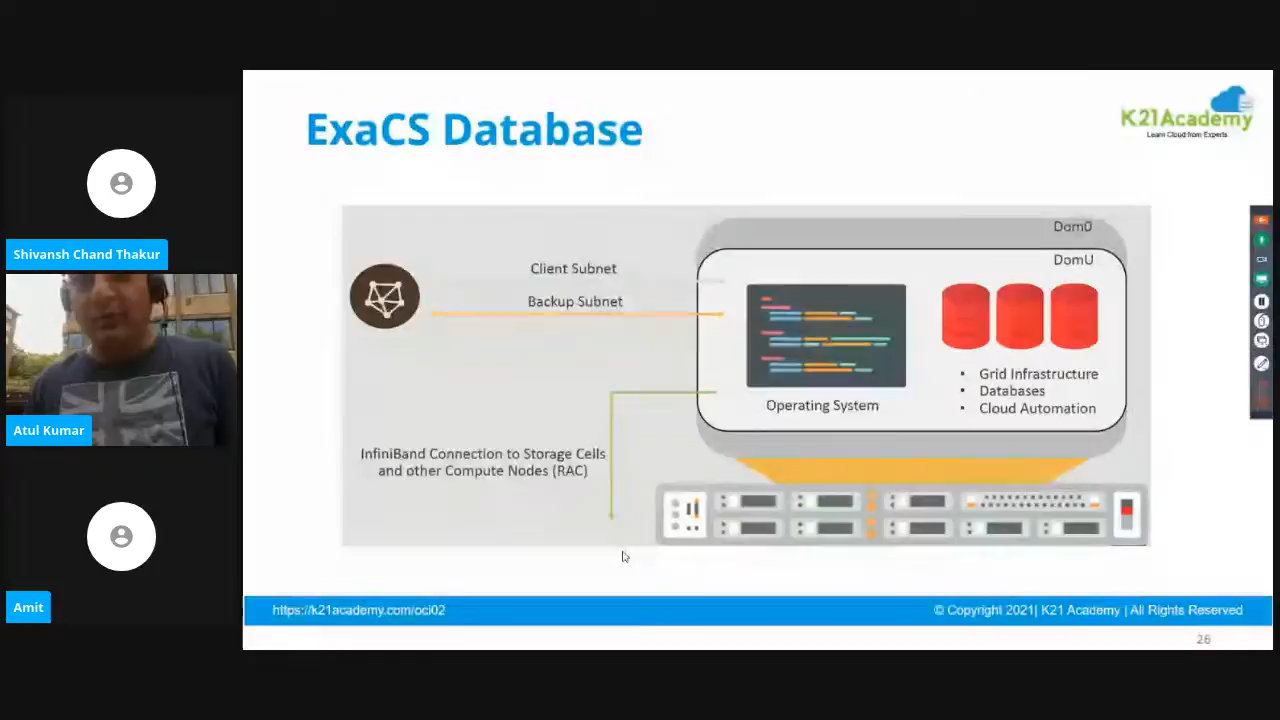 ExaCS Database
K21Academy
Learn Cloud from Experts
Shivansh Chand Thakur
Atul Kumar
Amit
Dom0
DomU
Client Subnet
Backup Subnet
Operating System
• Grid Infrastructure
• Databases
• Cloud Automation
InfiniBand Connection to Storage Cells
and other Compute Nodes (RAC)
https://k21academy.com/oci02
© Copyright 2021| K21 Academy | All Rights Reserved
26